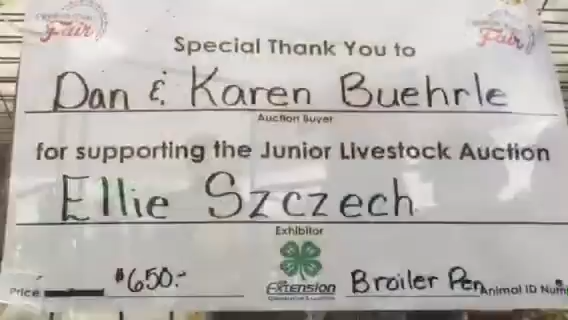 Fair
Fair
Special Thank You to
Dan & Karen Buehrle
Auction Buyer
for supporting the Junior Livestock Auction
Ellie Szczech
Exhibitor
Extension
Price $650.- Broiler Pen Animal ID Num